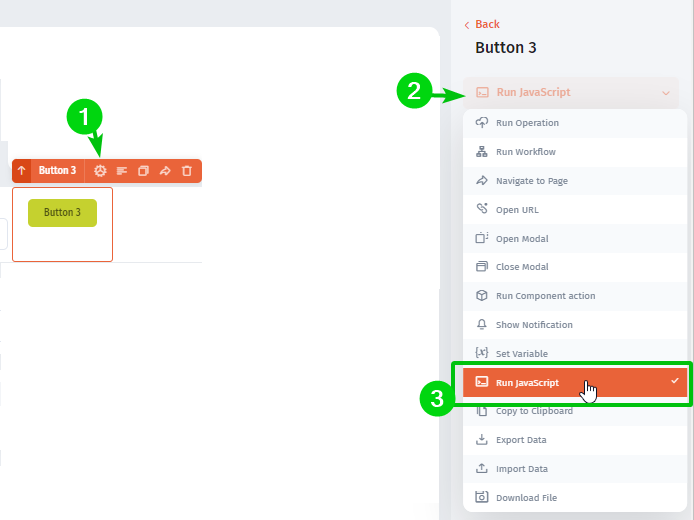 Back
Button 3
2
Run JavaScript
1
Run Operation
Run Workflow
Button 3
Navigate to Page
Button 3
Open URL
Open Modal
Close Modal
Run Component action
Show Notification
{x} Set Variable
Run JavaScript
3
Copy to Clipboard
Export Data
Import Data
Download File